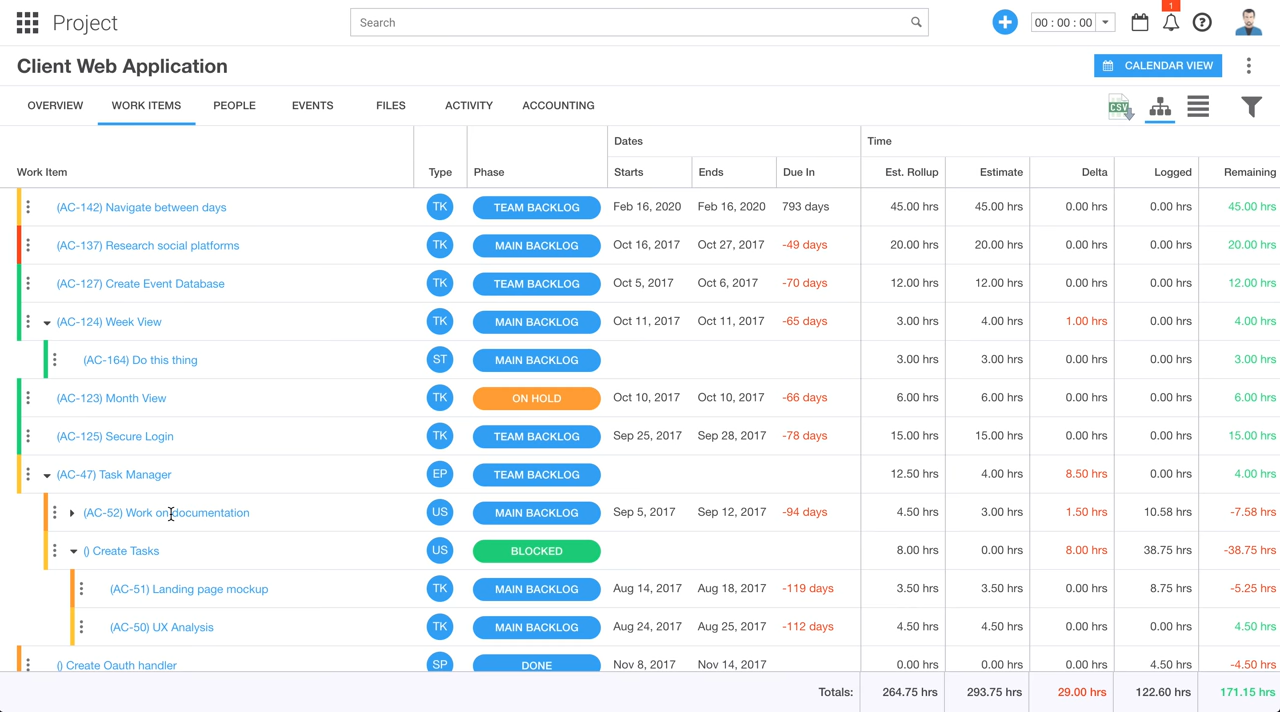 Project
Search
00 : 00 : 00
1
?
Client Web Application
CALENDAR VIEW
OVERVIEW WORK ITEMS PEOPLE EVENTS FILES ACTIVITY ACCOUNTING
CSV
Dates Time
Work Item Type Phase Starts Ends Due In Est. Rollup Estimate Delta Logged Remaining
(AC-142) Navigate between days TK TEAM BACKLOG Feb 16, 2020 Feb 16, 2020 793 days 45.00 hrs 45.00 hrs 0.00 hrs 0.00 hrs 45.00 hrs
(AC-137) Research social platforms TK MAIN BACKLOG Oct 16, 2017 Oct 27, 2017 -49 days 20.00 hrs 20.00 hrs 0.00 hrs 0.00 hrs 20.00 hrs
(AC-127) Create Event Database TK TEAM BACKLOG Oct 5, 2017 Oct 6, 2017 -70 days 12.00 hrs 12.00 hrs 0.00 hrs 0.00 hrs 12.00 hrs
(AC-124) Week View TK MAIN BACKLOG Oct 11, 2017 Oct 11, 2017 -65 days 3.00 hrs 4.00 hrs 1.00 hrs 0.00 hrs 4.00 hrs
(AC-164) Do this thing ST MAIN BACKLOG 3.00 hrs 3.00 hrs 0.00 hrs 0.00 hrs 3.00 hrs
(AC-123) Month View TK ON HOLD Oct 10, 2017 Oct 10, 2017 -66 days 6.00 hrs 6.00 hrs 0.00 hrs 0.00 hrs 6.00 hrs
(AC-125) Secure Login TK TEAM BACKLOG Sep 25, 2017 Sep 28, 2017 -78 days 15.00 hrs 15.00 hrs 0.00 hrs 0.00 hrs 15.00 hrs
(AC-47) Task Manager EP TEAM BACKLOG 12.50 hrs 4.00 hrs 8.50 hrs 0.00 hrs 4.00 hrs
(AC-52) Work on documentation US MAIN BACKLOG Sep 5, 2017 Sep 12, 2017 -94 days 4.50 hrs 3.00 hrs 1.50 hrs 10.58 hrs -7.58 hrs
() Create Tasks US BLOCKED 8.00 hrs 0.00 hrs 8.00 hrs 38.75 hrs -38.75 hrs
(AC-51) Landing page mockup TK MAIN BACKLOG Aug 14, 2017 Aug 18, 2017 -119 days 3.50 hrs 3.50 hrs 0.00 hrs 8.75 hrs -5.25 hrs
(AC-50) UX Analysis TK MAIN BACKLOG Aug 24, 2017 Aug 25, 2017 -112 days 4.50 hrs 4.50 hrs 0.00 hrs 0.00 hrs 4.50 hrs
() Create Oauth handler SP DONE Nov 8, 2017 Nov 14, 2017 0.00 hrs 0.00 hrs 0.00 hrs 4.50 hrs -4.50 hrs
Totals: 264.75 hrs 293.75 hrs 29.00 hrs 122.60 hrs 171.15 hrs